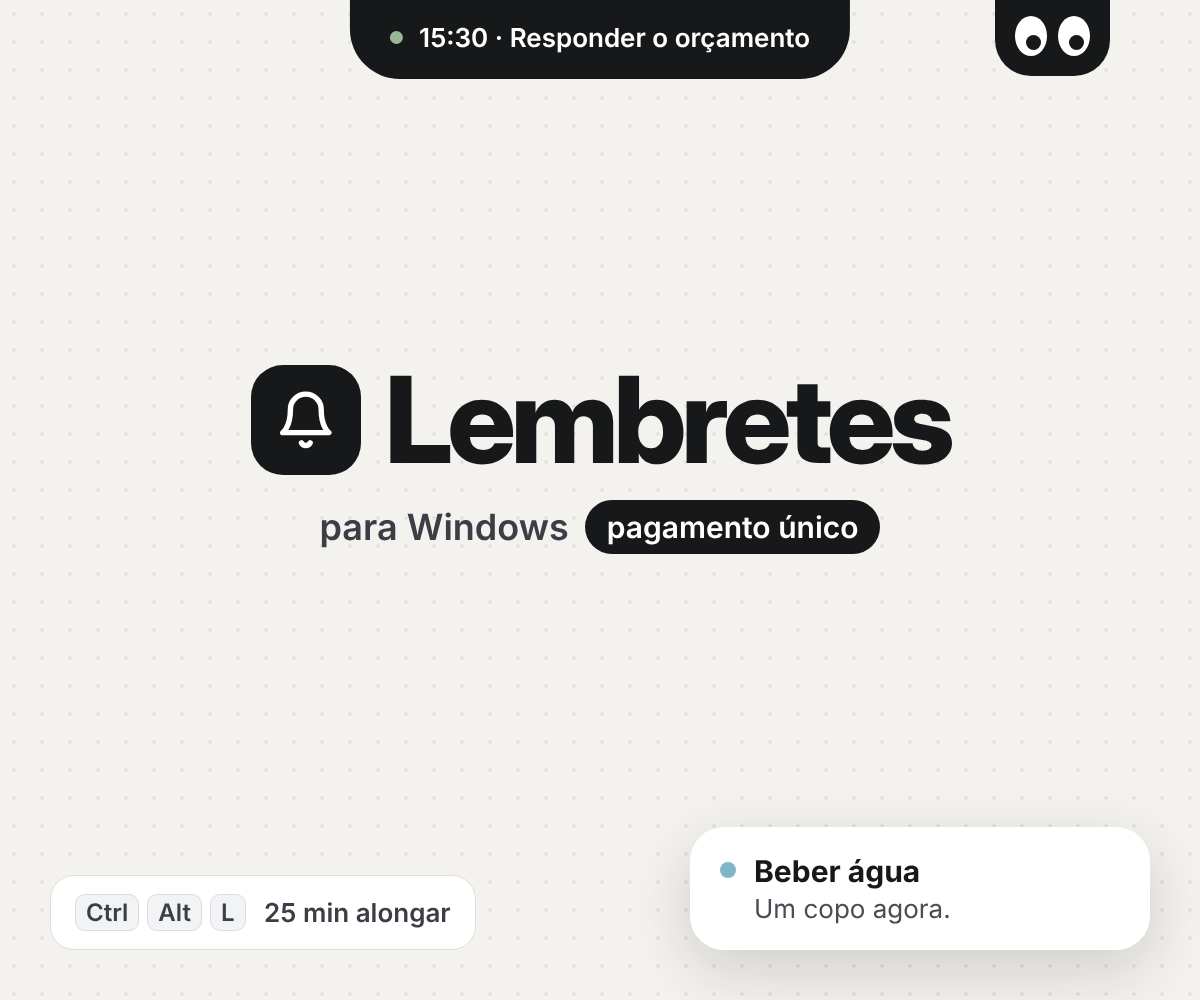 15:30 · Responder o orçamento
Lembretes
para Windows pagamento único
Beber água
Um copo agora.
Ctrl Alt L 25 min alongar